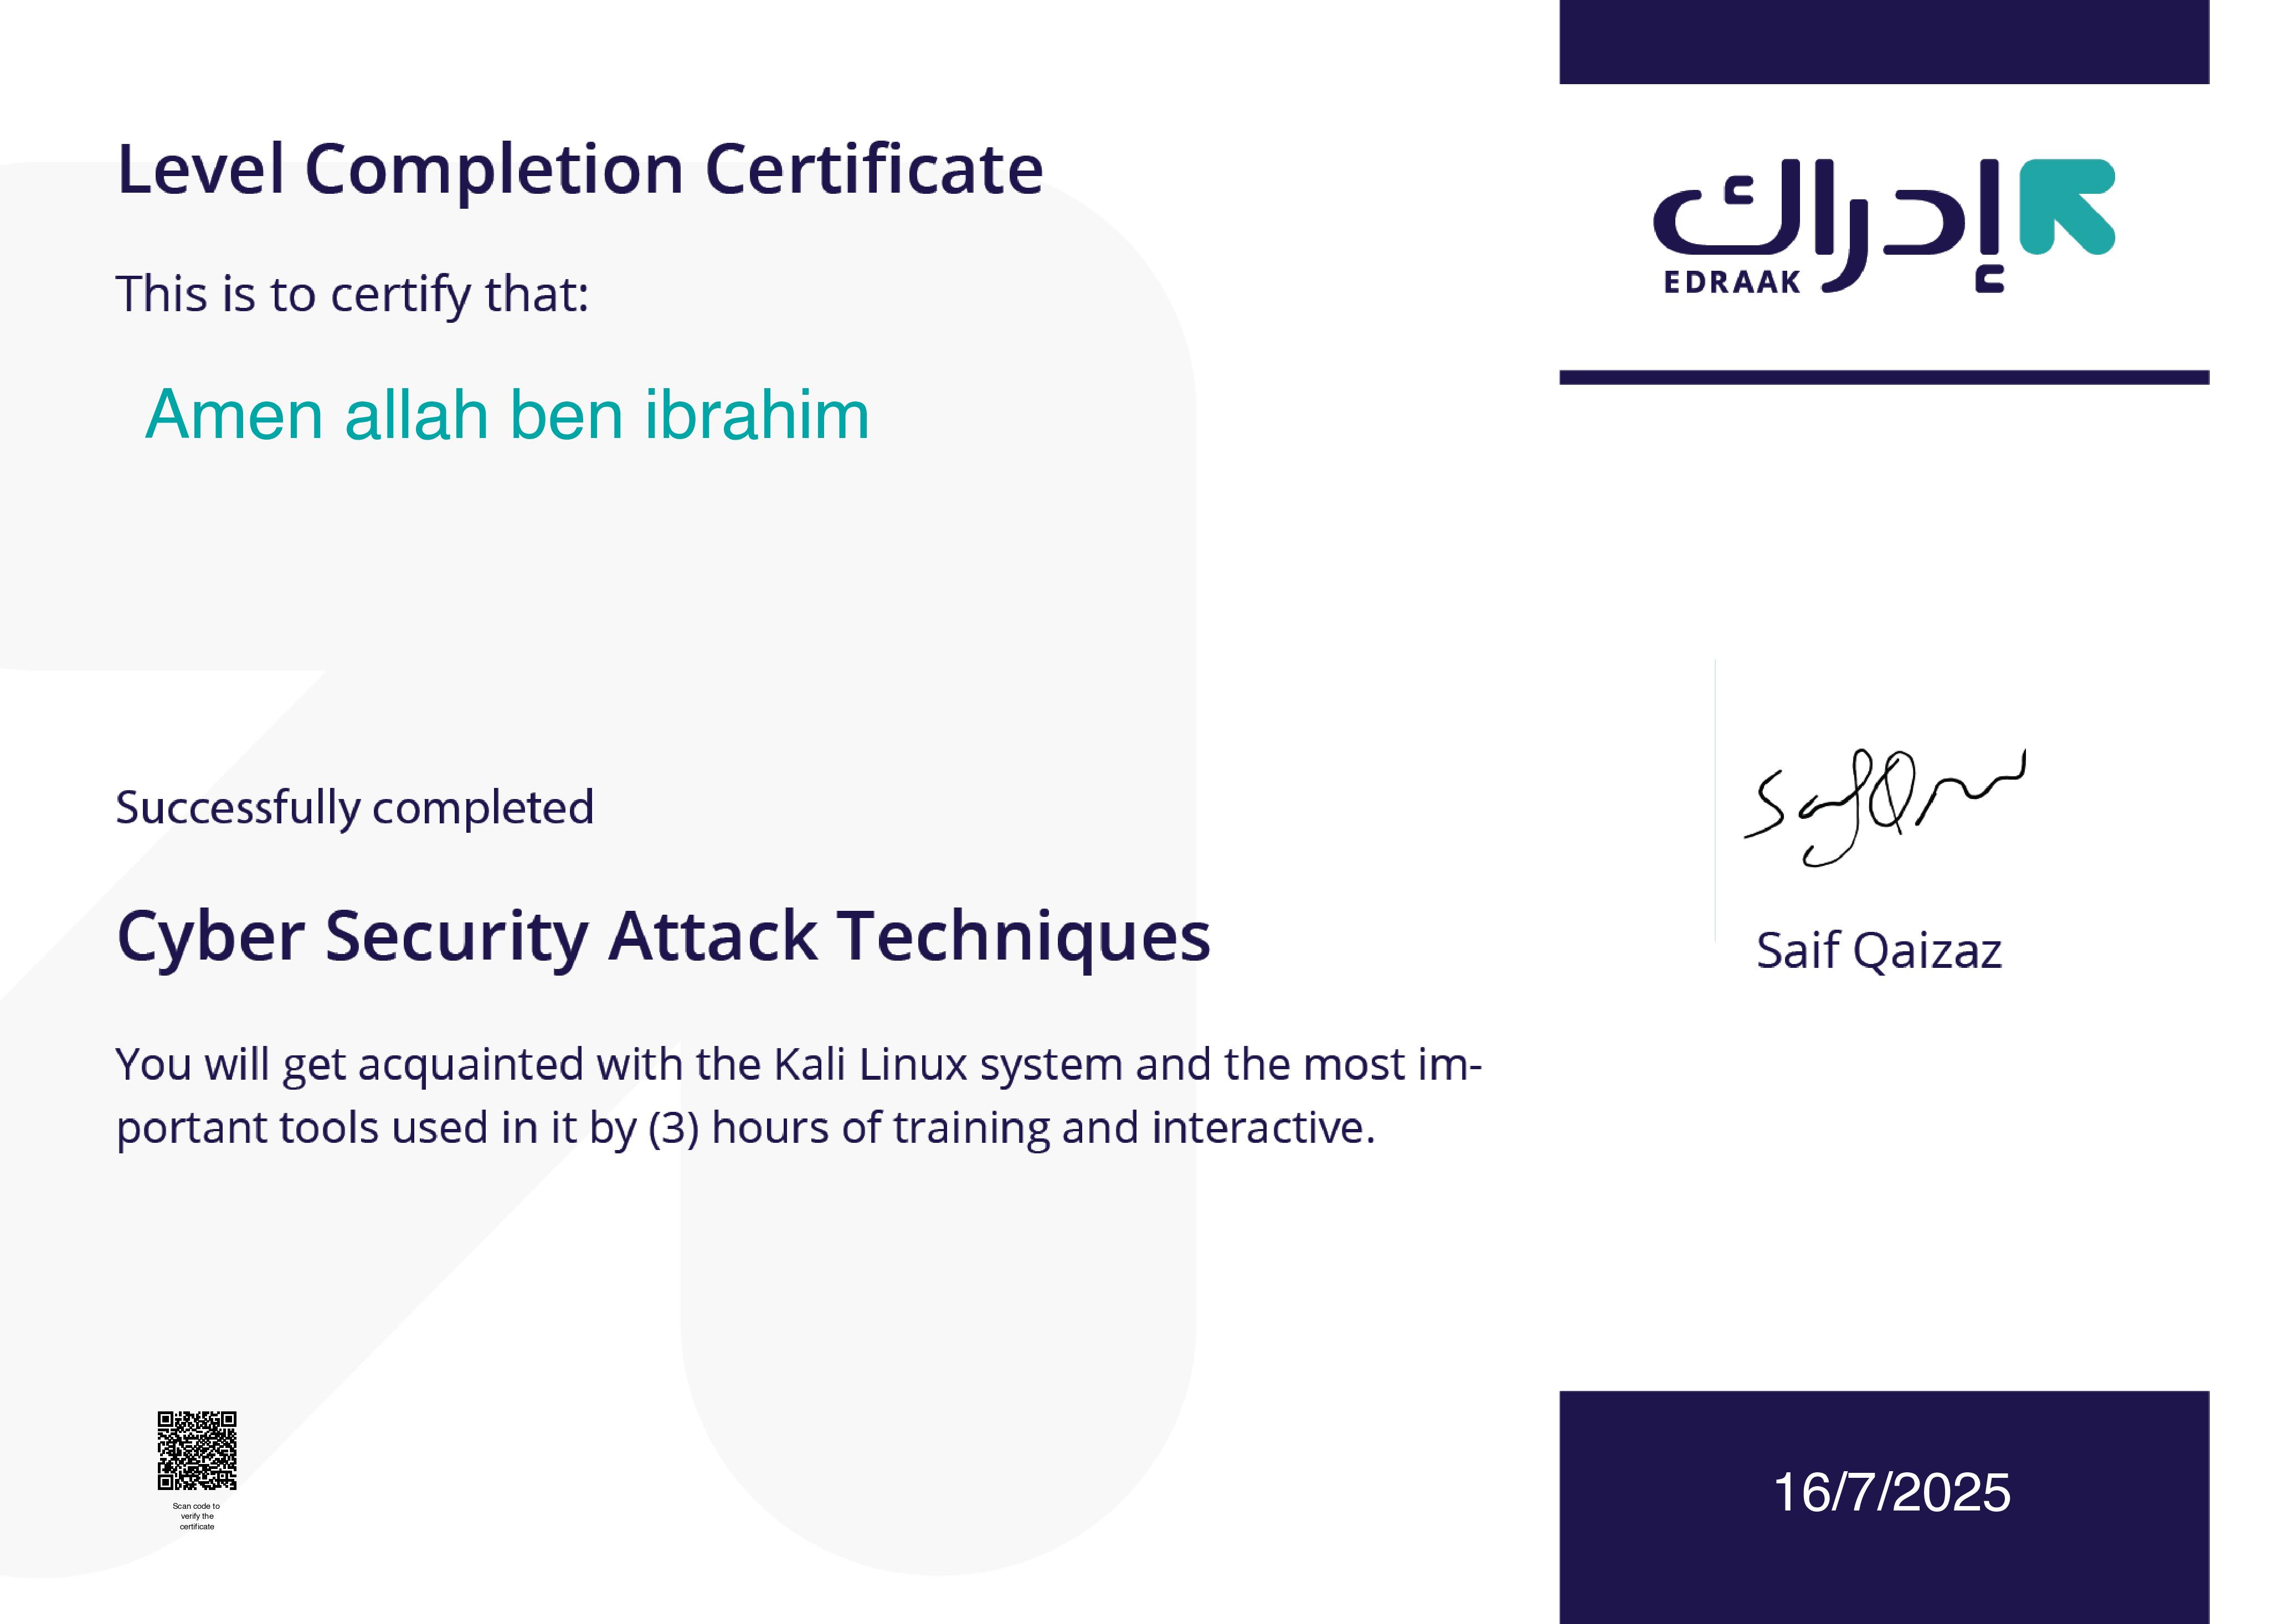 Level Completion Certificate
This is to certify that:
Amen allah ben ibrahim
Successfully completed
Cyber Security Attack Techniques
You will get acquainted with the Kali Linux system and the most im-
portant tools used in it by (3) hours of training and interactive.
Scan code to
verify the
certificate
إدراك
EDRAAK
Saif Qaizaz
16/7/2025